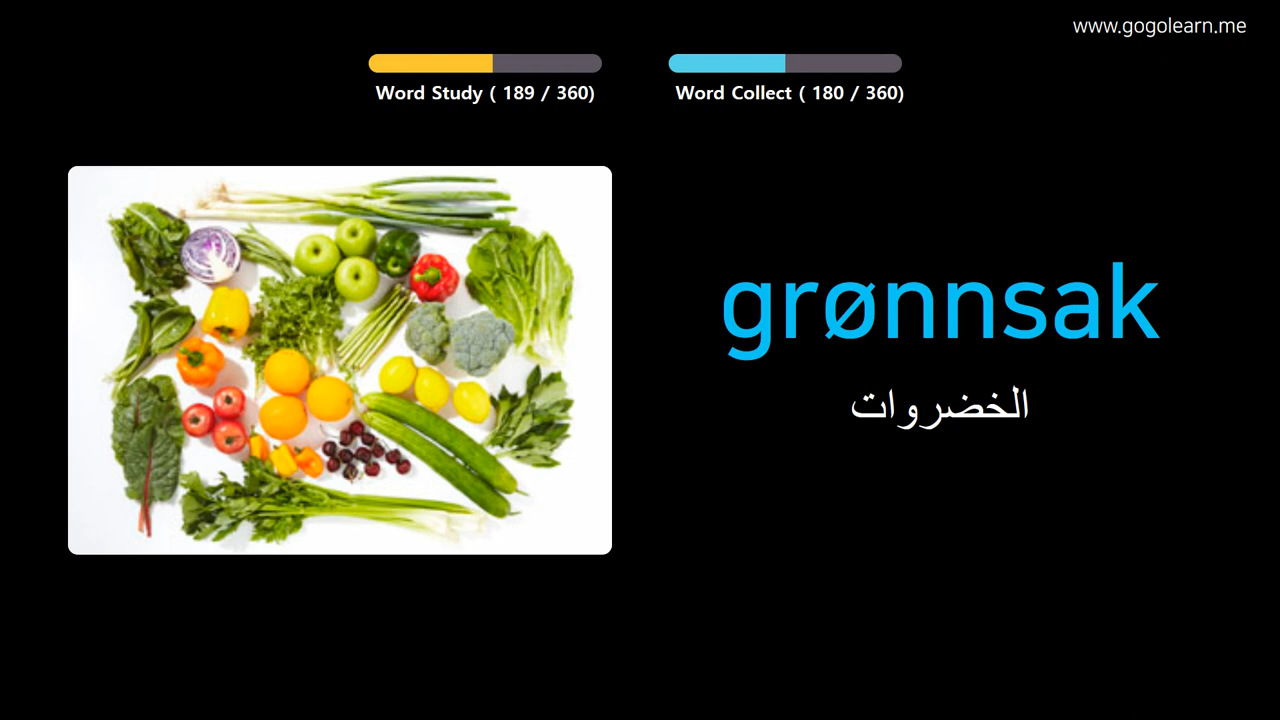 www.gogolearn.me
Word Study ( 189 / 360)
Word Collect ( 180 / 360)
grønnsak
الخضروات